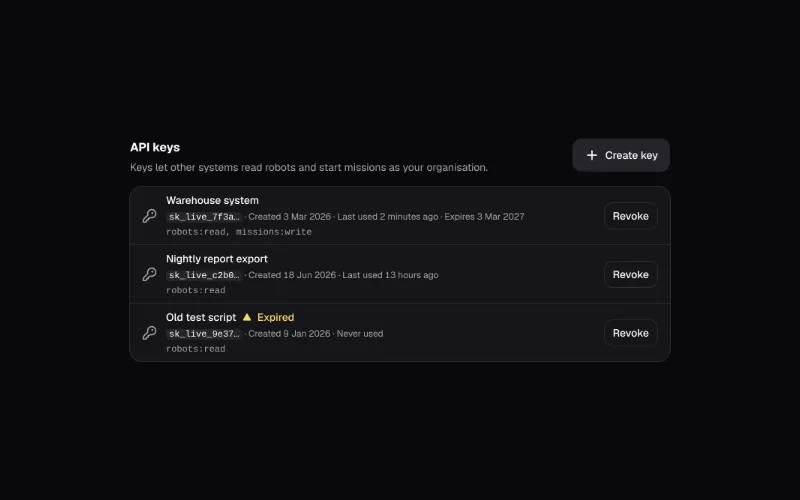 API keys
Keys let other systems read robots and start missions as your organisation.
Create key
Warehouse system
sk_live_7f3a… · Created 3 Mar 2026 · Last used 2 minutes ago · Expires 3 Mar 2027
robots:read, missions:write
Revoke
Nightly report export
sk_live_c2b0… · Created 18 Jun 2026 · Last used 13 hours ago
robots:read
Revoke
Old test script Expired
sk_live_9e37… · Created 9 Jan 2026 · Never used
robots:read
Revoke